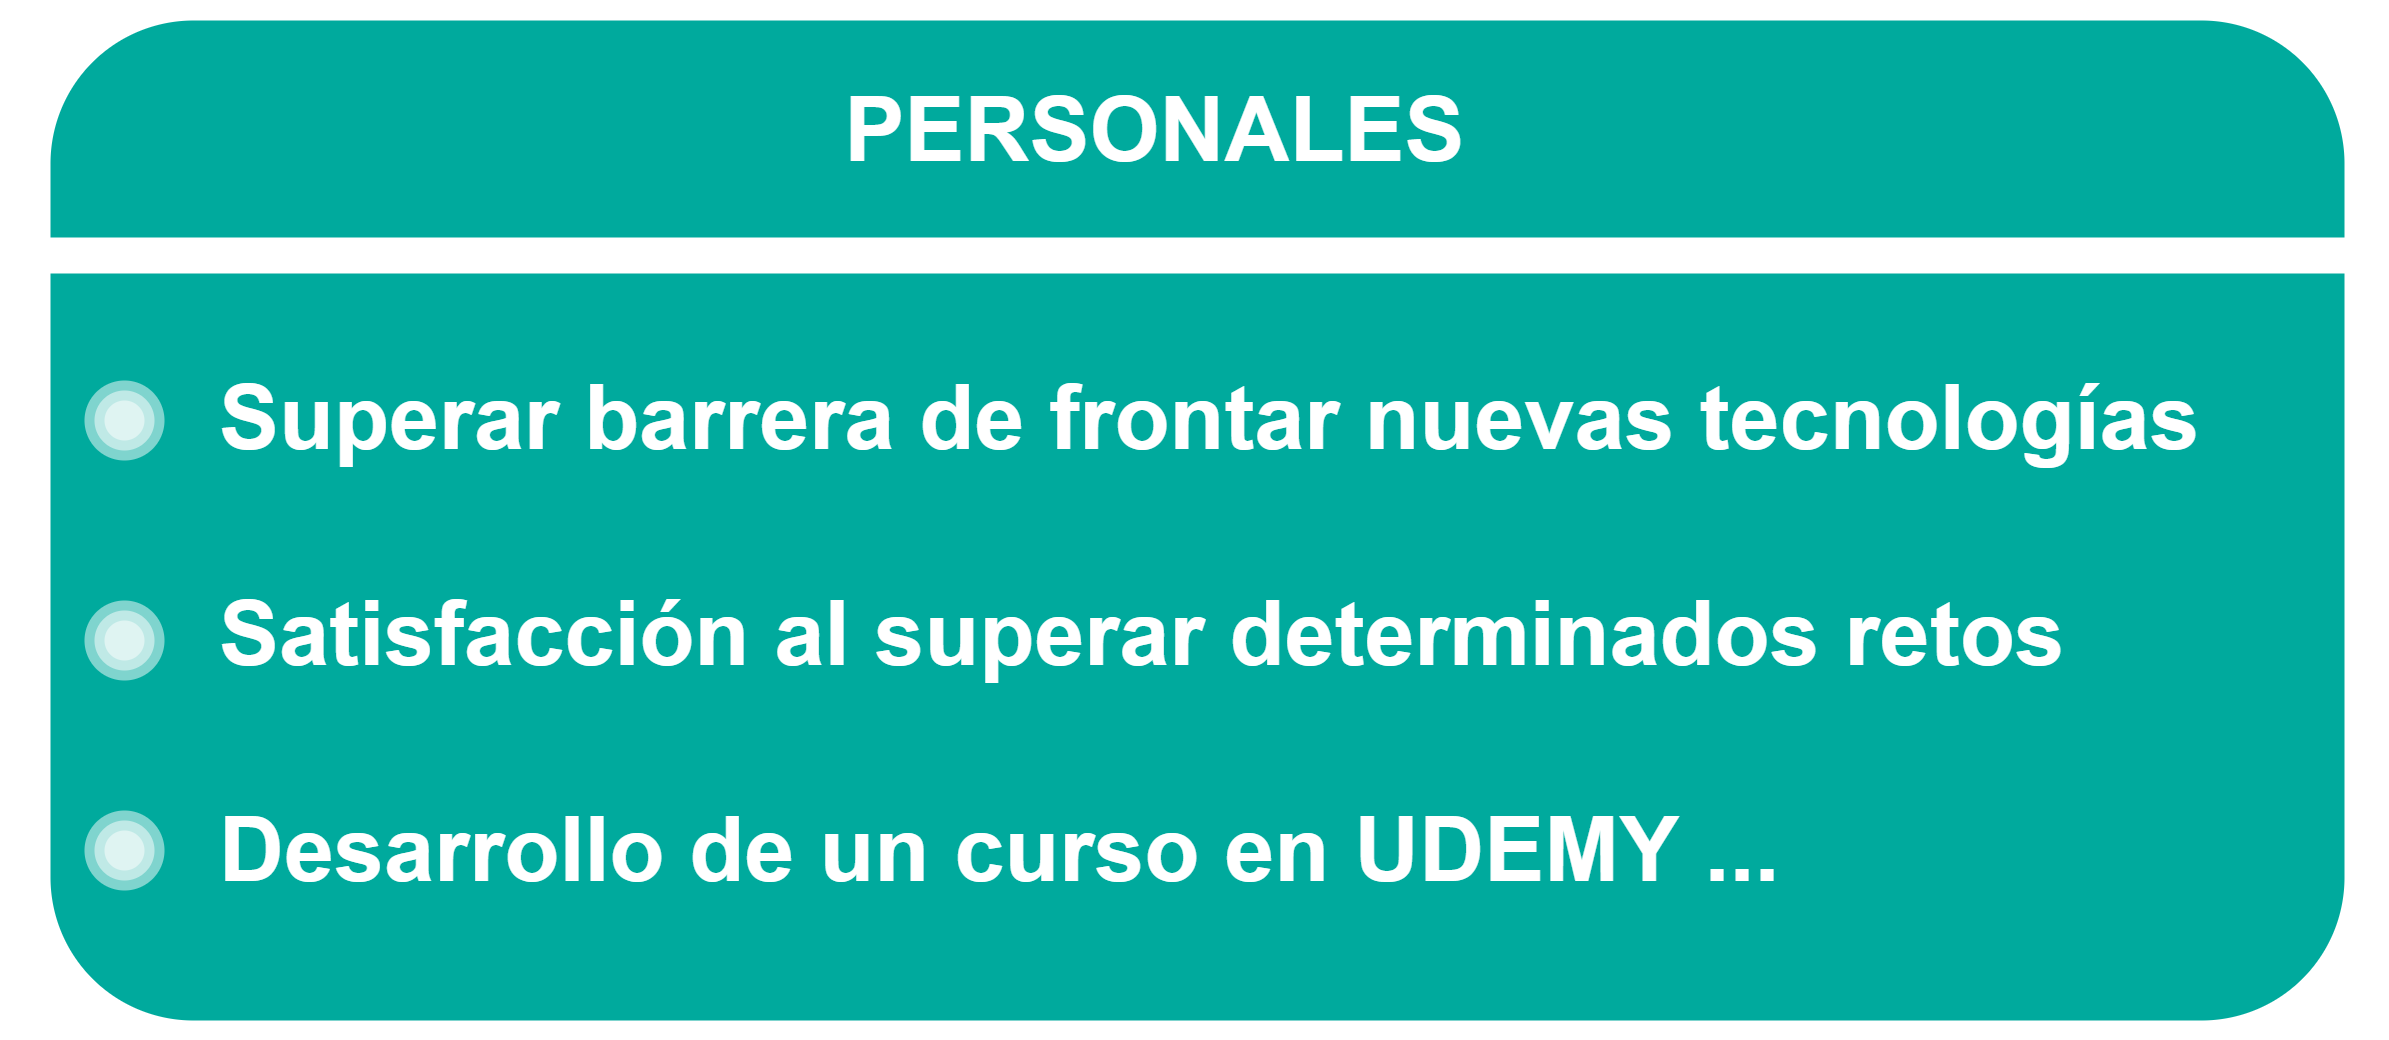 PERSONALES
Superar barrera de frontar nuevas tecnologías
Satisfacción al superar determinados retos
Desarrollo de un curso en UDEMY ...